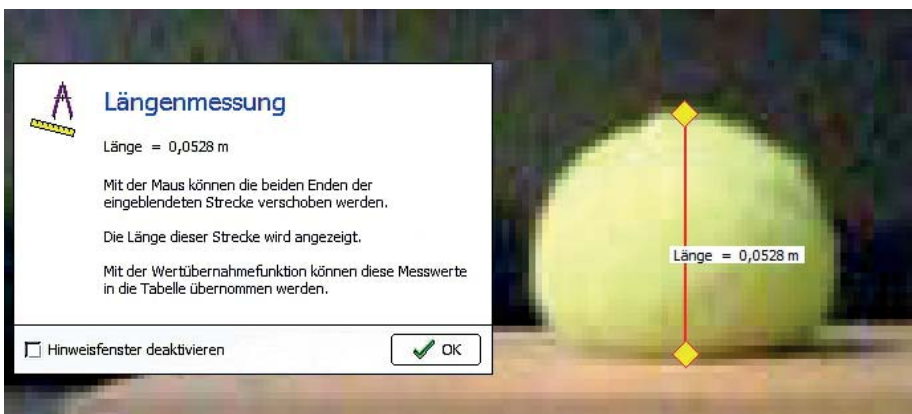 Längenmessung
Länge = 0,0528 m
Mit der Maus können die beiden Enden der
eingeblendeten Strecke verschoben werden.
Die Länge dieser Strecke wird angezeigt.
Mit der Wertübernahmefunktion können diese Messwerte
in die Tabelle übernommen werden.
Hinweisfenster deaktivieren
OK
Länge = 0,0528 m